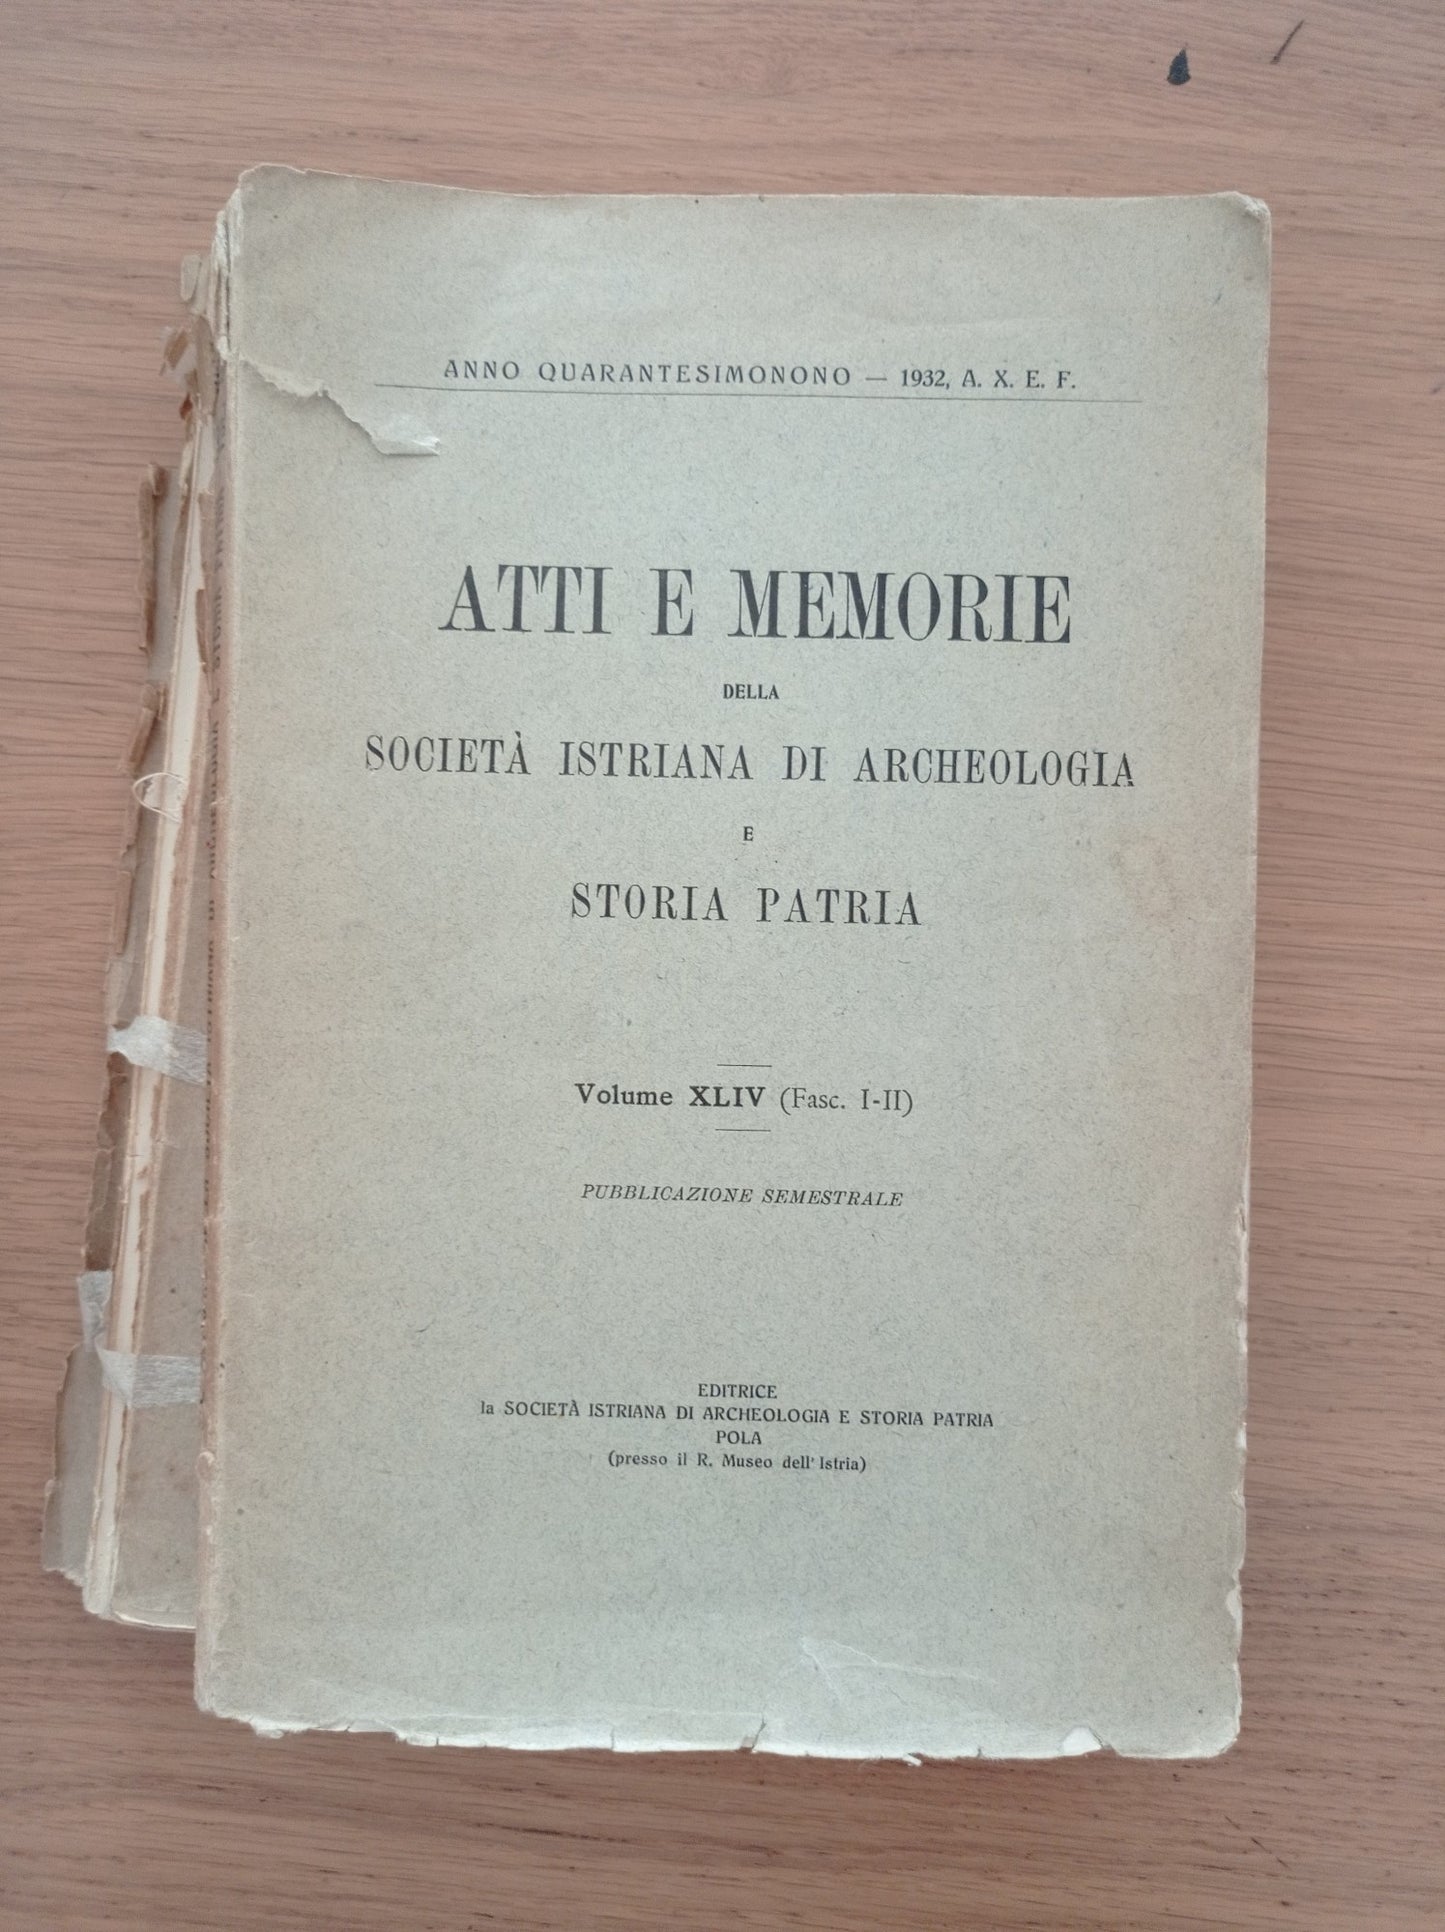 ANNO QUARANTESIMONONO — 1932, A. X. E. F.
ATTI E MEMORIE
DELLA
SOCIETÀ ISTRIANA DI ARCHEOLOGIA
E
STORIA PATRIA
Volume XLIV (Fasc. I-II)
PUBBLICAZIONE SEMESTRALE
EDITRICE
la SOCIETÀ ISTRIANA DI ARCHEOLOGIA E STORIA PATRIA
POLA
(presso il R. Museo dell' Istria)